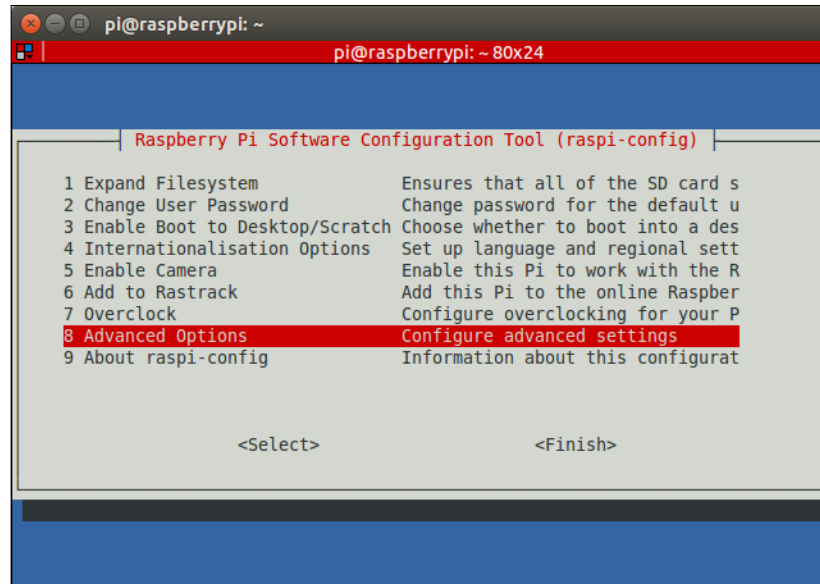 pi@raspberrypi: ~
pi@raspberrypi: ~ 80x24
Raspberry Pi Software Configuration Tool (raspi-config)
1 Expand Filesystem Ensures that all of the SD card s
2 Change User Password Change password for the default u
3 Enable Boot to Desktop/Scratch Choose whether to boot into a des
4 Internationalisation Options Set up language and regional sett
5 Enable Camera Enable this Pi to work with the R
6 Add to Rastrack Add this Pi to the online Raspber
7 Overclock Configure overclocking for your P
8 Advanced Options Configure advanced settings
9 About raspi-config Information about this configurat
<Select> <Finish>